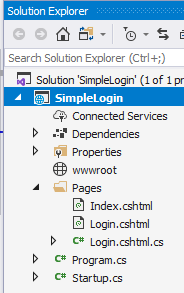 Solution Explorer
Search Solution Explorer (Ctrl+;)
Solution 'SimpleLogin' (1 of 1 pr
SimpleLogin
Connected Services
Dependencies
Properties
wwwroot
Pages
Index.cshtml
Login.cshtml
C# Login.cshtml.cs
C# Program.cs
C# Startup.cs